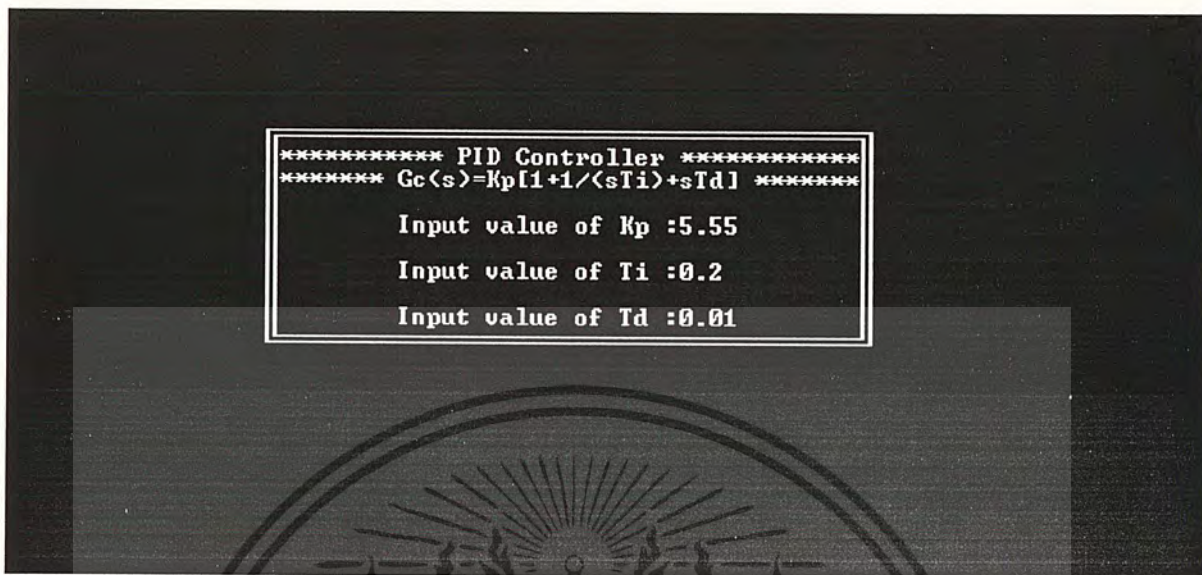 *********** PID Controller ************
******* Gc(s)=Kp[1+1/(sTi)+sTd] *******
Input value of Kp :5.55
Input value of Ti :0.2
Input value of Td :0.01